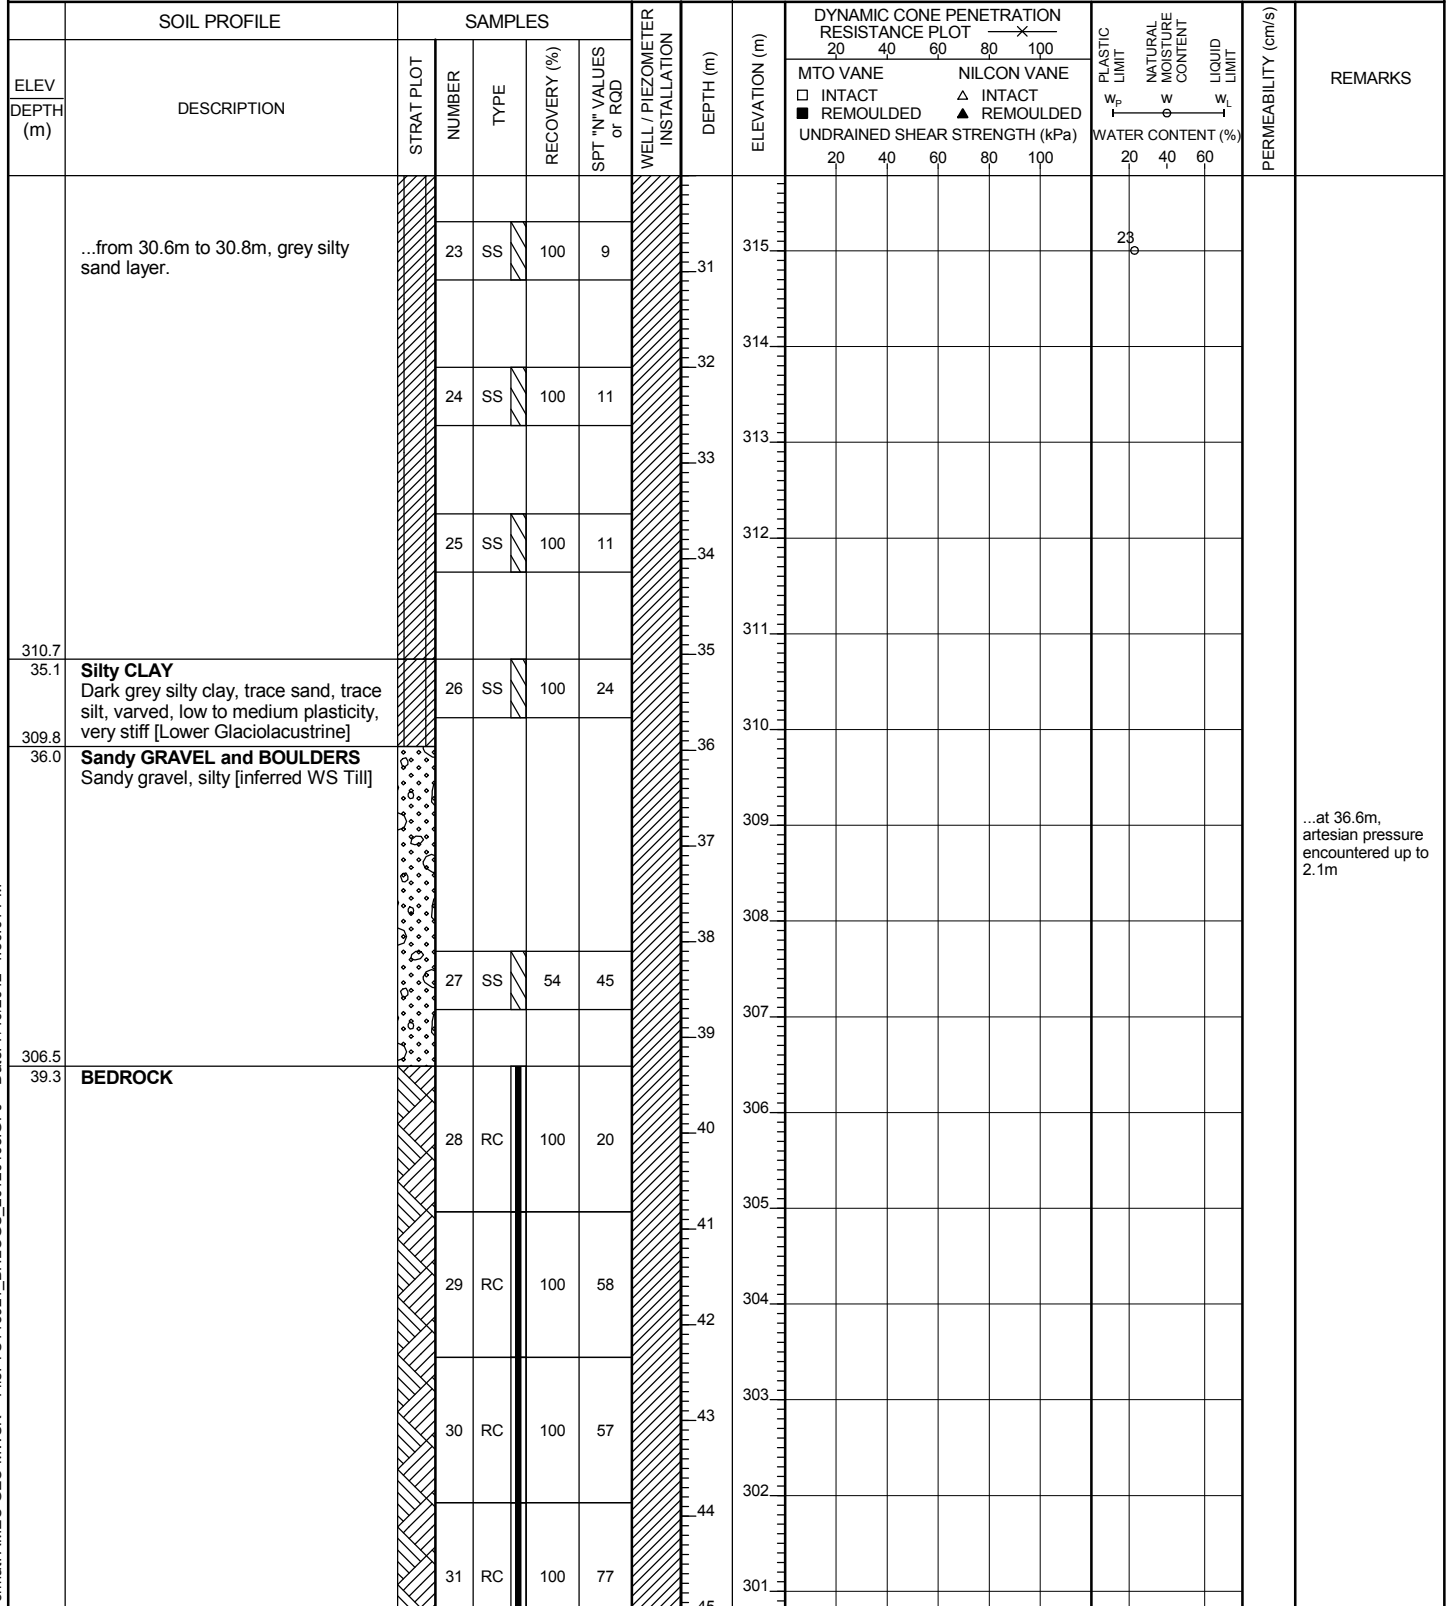 SOIL PROFILE
SAMPLES
ELEV
DEPTH
(m)
DESCRIPTION
STRAT PLOT
NUMBER
TYPE
RECOVERY (%)
SPT "N" VALUES
or RQD
WELL / PIEZOMETER
INSTALLATION
DEPTH (m)
ELEVATION (m)
DYNAMIC CONE PENETRATION
RESISTANCE PLOT
20 40 60 80 100
MTO VANE NILCON VANE
INTACT INTACT
REMOULDED REMOULDED
UNDRAINED SHEAR STRENGTH (kPa)
20 40 60 80 100
PLASTIC
LIMIT
NATURAL
MOISTURE
CONTENT
LIQUID
LIMIT
WP W WL
WATER CONTENT (%)
20 40 60
PERMEABILITY (cm/s)
REMARKS
...from 30.6m to 30.8m, grey silty
sand layer.
23 SS 100 9
31
315
23
314
32
24 SS 100 11
313
33
312
25 SS 100 11
34
311
35
310.7
35.1 Silty CLAY
Dark grey silty clay, trace sand, trace
silt, varved, low to medium plasticity,
very stiff [Lower Glaciolacustrine]
26 SS 100 24
310
309.8
36
36.0 Sandy GRAVEL and BOULDERS
Sandy gravel, silty [inferred WS Till]
309
...at 36.6m,
artesian pressure
encountered up to
2.1m
37
308
38
27 SS 54 45
307
39
306.5
39.3 BEDROCK
306
40
28 RC 100 20
305
41
29 RC 100 58
304
42
303
43
30 RC 100 57
302
44
31 RC 100 77
301
45